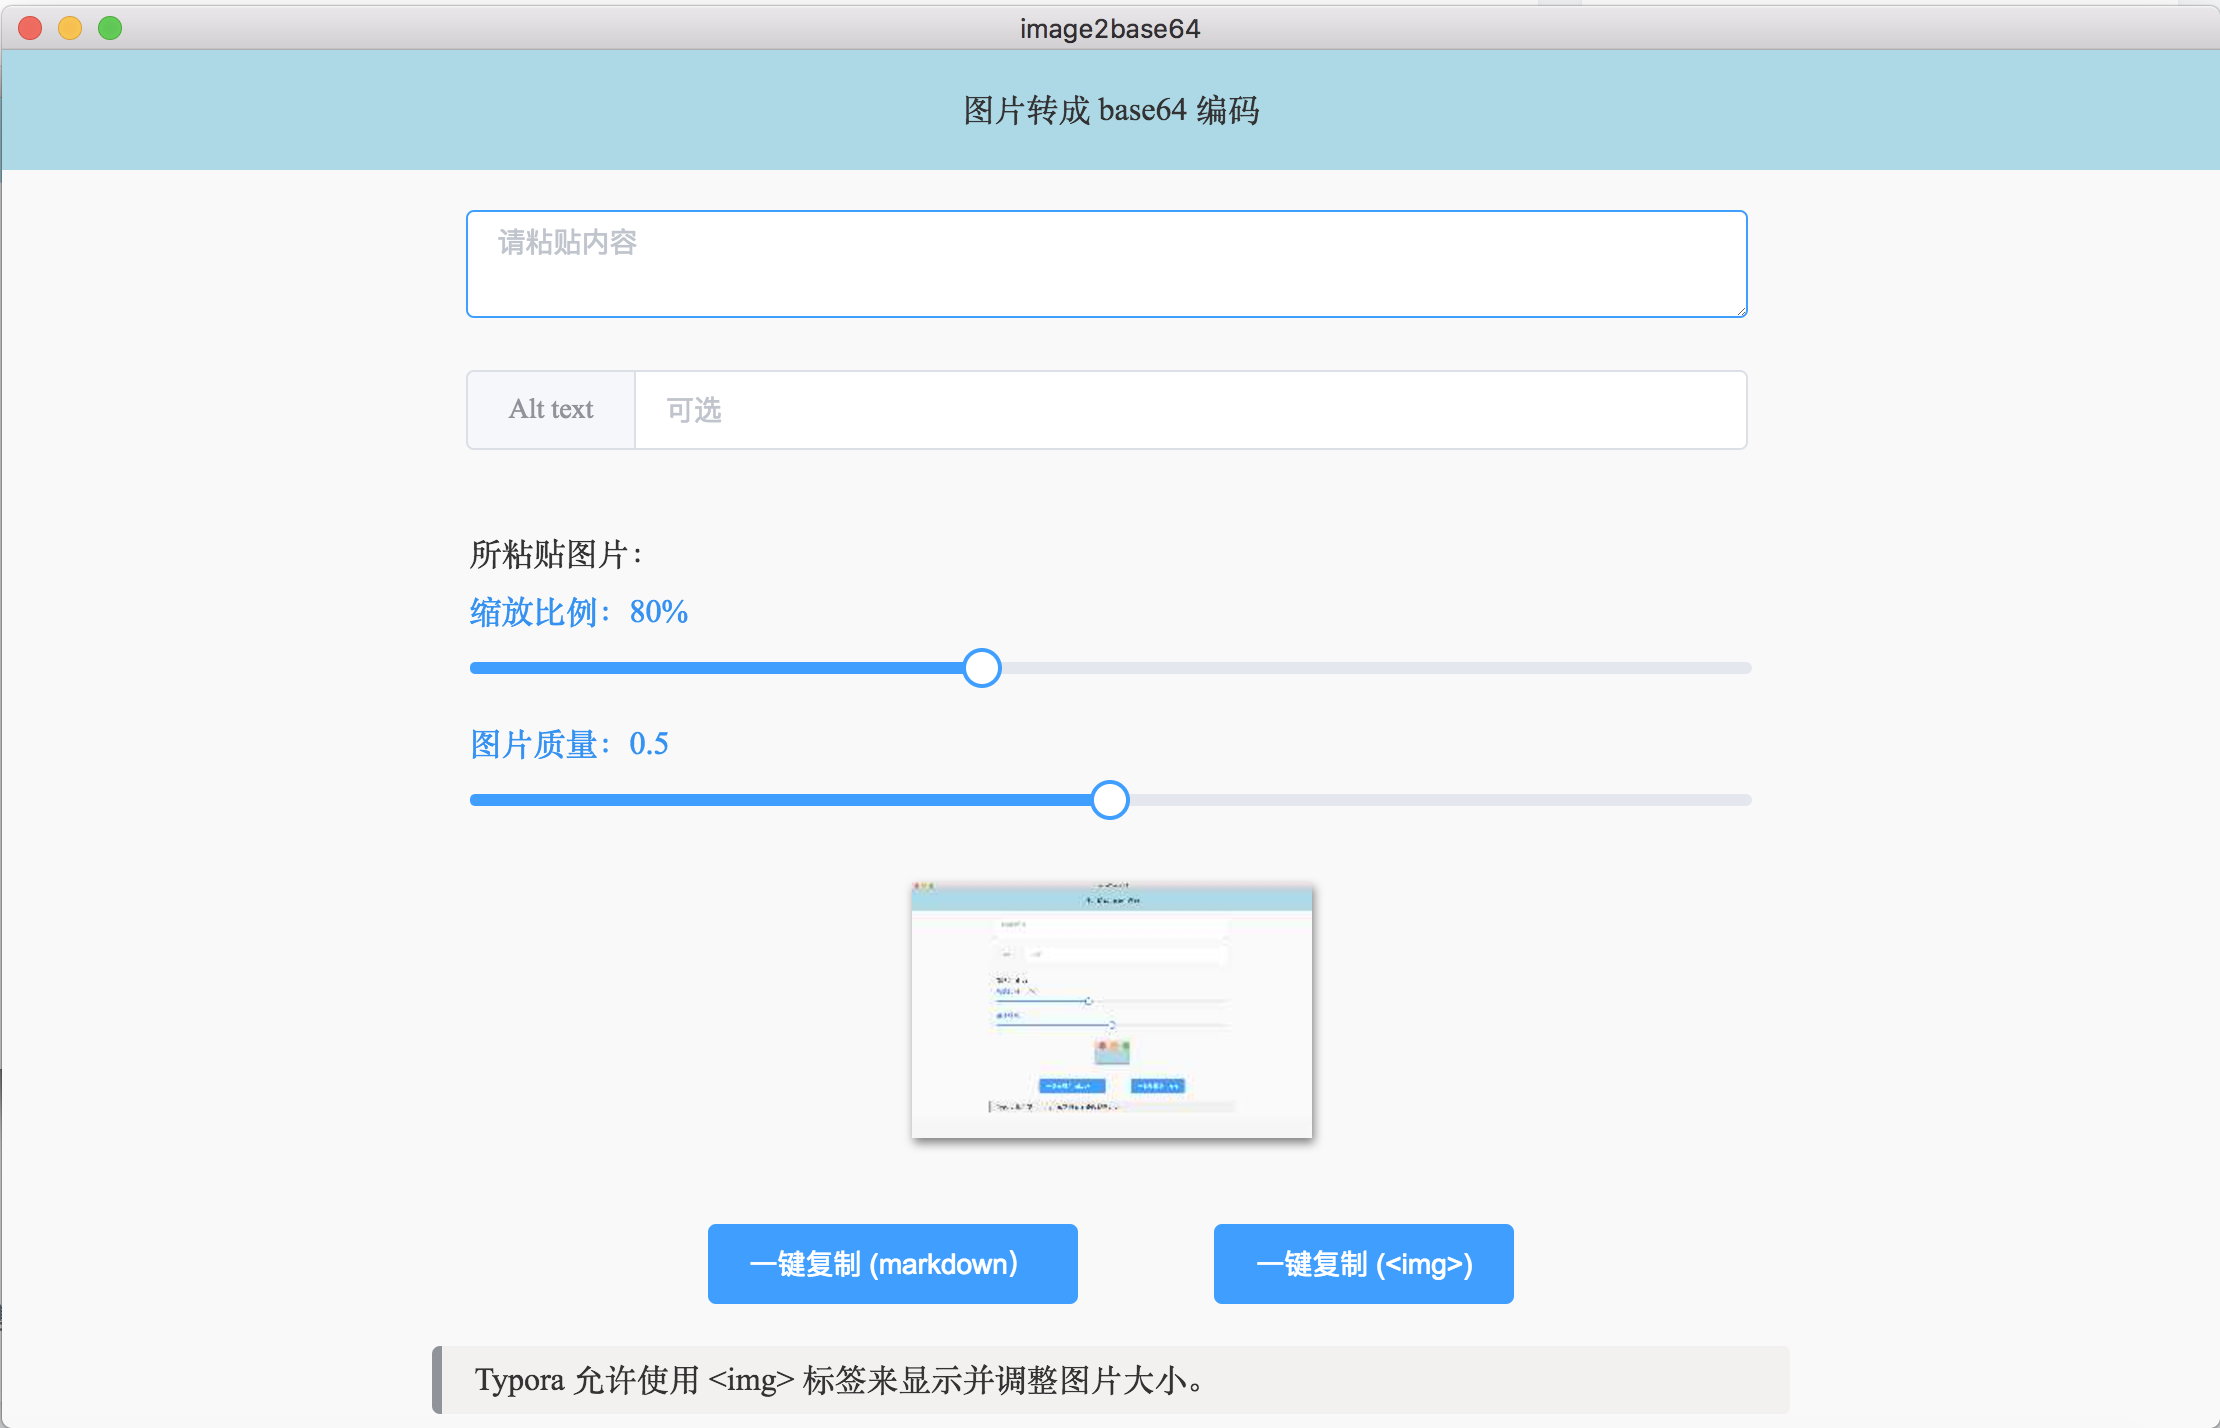 image2base64
图片转成 base64 编码
请粘贴内容
Alt text
可选
所粘贴图片：
缩放比例：80%
图片质量：0.5
一键复制 (markdown）
一键复制 (<img>)
Typora 允许使用 <img> 标签来显示并调整图片大小。